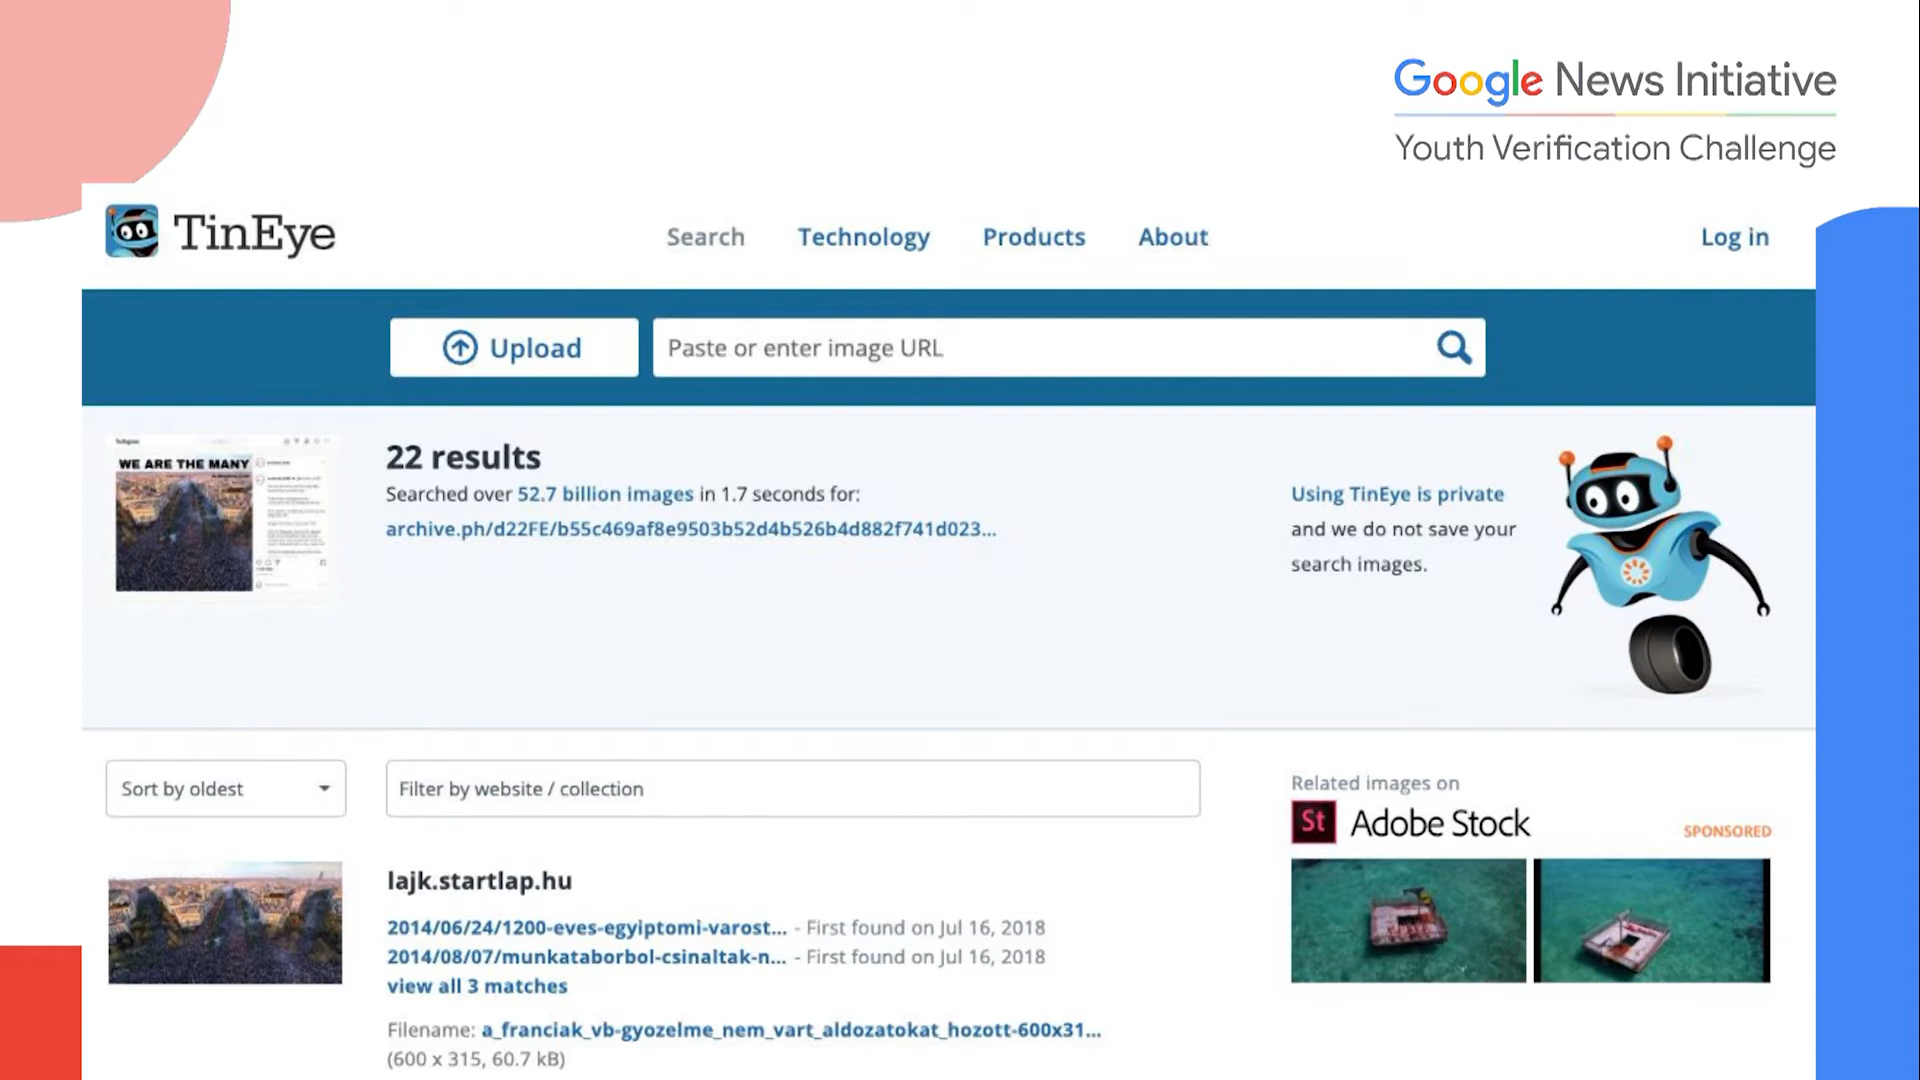 Google News Initiative
Youth Verification Challenge
TinEye
Search Technology Products About Log in
Upload
Paste or enter image URL
WE ARE THE MANY
22 results
Searched over 52.7 billion images in 1.7 seconds for:
archive.ph/d22FE/b55c469af8e9503b52d4b526b4d882f741d023...
Using TinEye is private
and we do not save your
search images.
Sort by oldest
Filter by website / collection
Related images on
St Adobe Stock
SPONSORED
lajk.startlap.hu
2014/06/24/1200-eves-egyiptomi-varost... - First found on Jul 16, 2018
2014/08/07/munkataborbol-csinaltak-n... - First found on Jul 16, 2018
view all 3 matches
Filename: a_franciak_vb-gyozelme_nem_vart_aldozatokat_hozott-600x31...
(600 x 315, 60.7 kB)